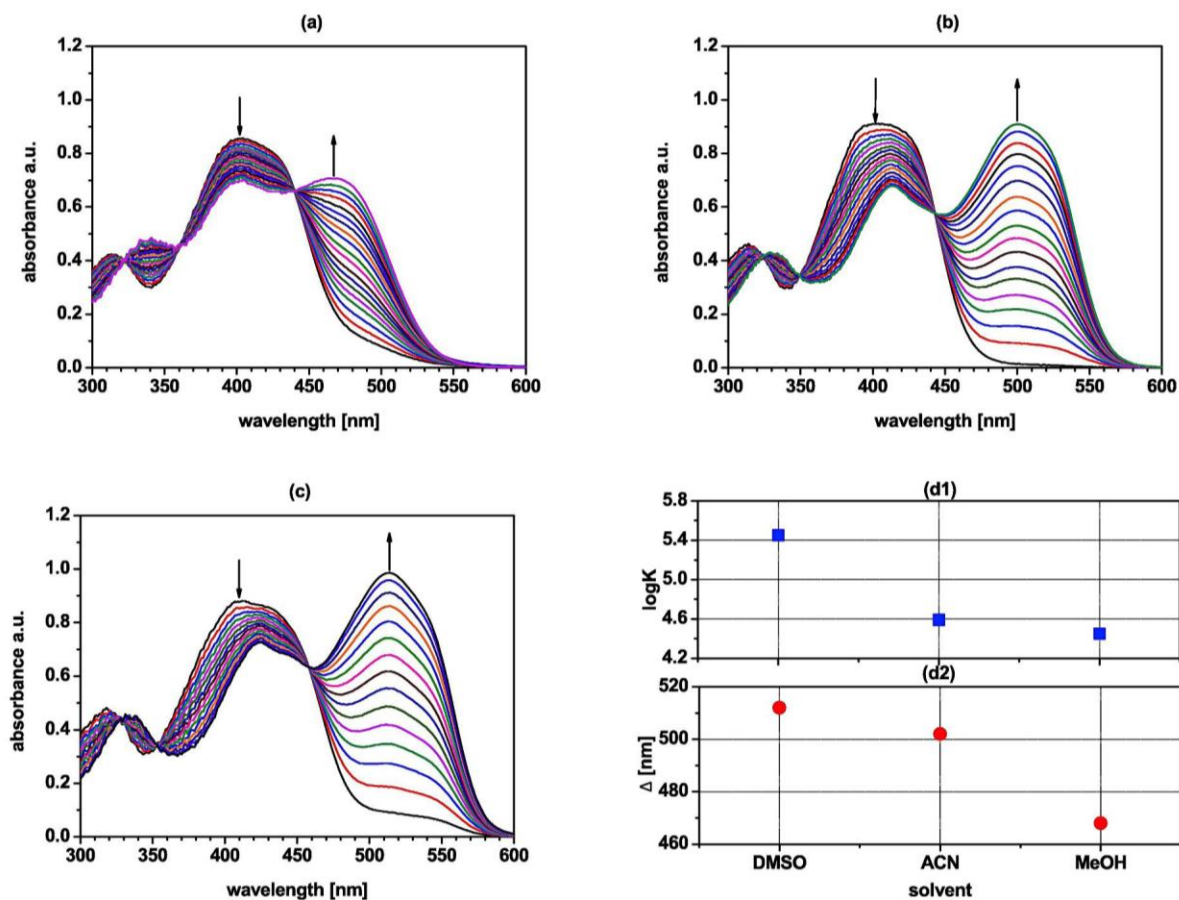 (a)
1.2
1.0
0.8
0.6
0.4
0.2
0.0
absorbance a.u.
300 350 400 450 500 550 600
wavelength [nm]
(b)
1.2
1.0
0.8
0.6
0.4
0.2
0.0
absorbance a.u.
300 350 400 450 500 550 600
wavelength [nm]
(c)
1.2
1.0
0.8
0.6
0.4
0.2
0.0
absorbance a.u.
300 350 400 450 500 550 600
wavelength [nm]
(d1)
5.8
5.4
5.0
4.6
4.2
logK
(d2)
520
500
480
460
Δ [nm]
DMSO ACN MeOH
solvent